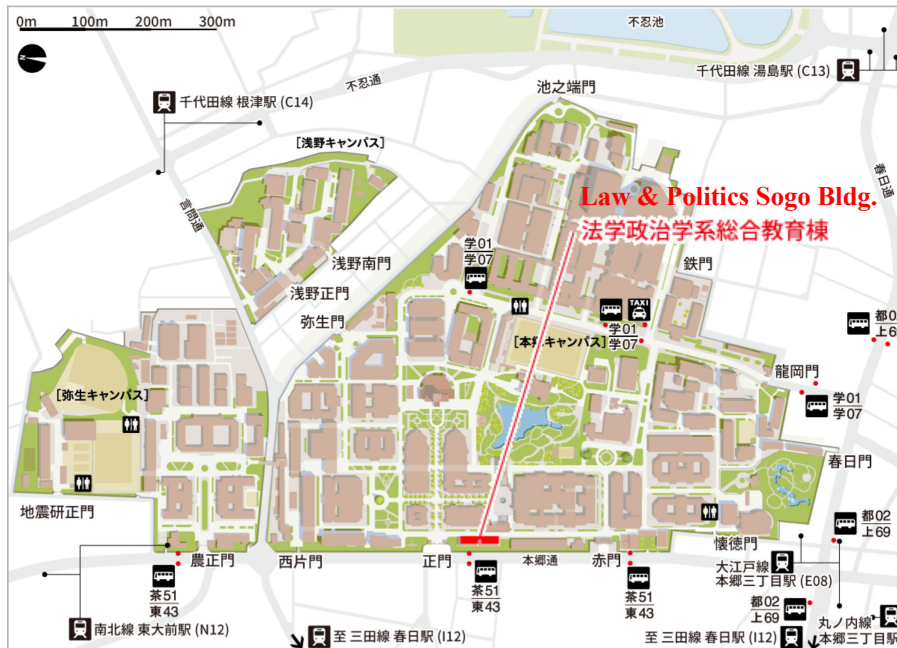 0m 100m 200m 300m
N
不忍池
千代田線 湯島駅 (C13)
不忍通
池之端門
千代田線 根津駅 (C14)
[浅野キャンパス]
春日通
言問通
Law & Politics Sogo Bldg.
法学政治学系総合教育棟
学01
学07
浅野南門
鉄門
浅野正門
弥生門
TAXI
学01
学07
[本郷キャンパス]
都02
上69
龍岡門
[弥生キャンパス]
学01
学07
春日門
地震研正門
都02
上69
農正門
西片門
正門
本郷通
赤門
懐徳門
大江戸線
本郷三丁目駅 (E08)
茶51
東43
茶51
東43
茶51
東43
都02
上69
南北線 東大前駅 (N12)
至 三田線 春日駅 (I12)
至 三田線 春日駅 (I12)
丸ノ内線
本郷三丁目駅